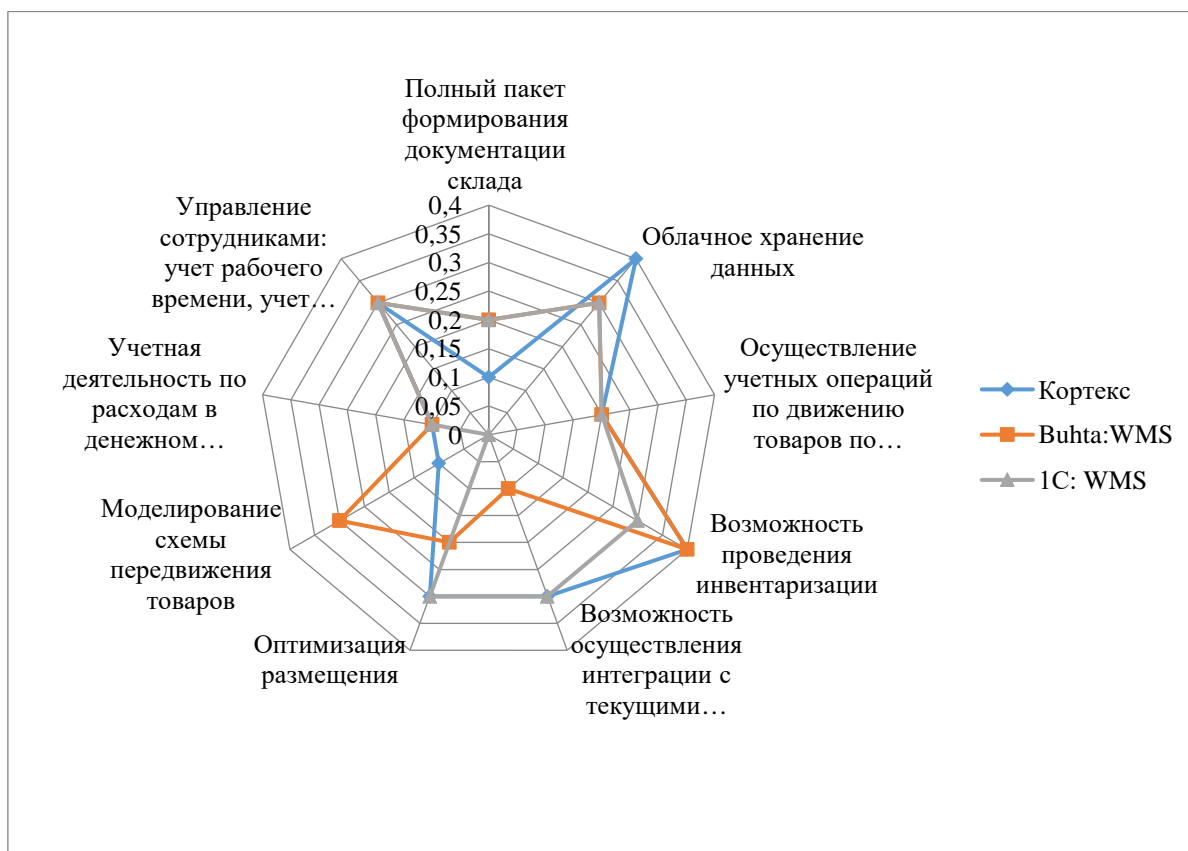 Полный пакет
формирования
документации
склада
Облачное хранение
данных
Осуществление
учетных операций
по движению
товаров по…
Возможность
проведения
инвентаризации
Возможность
осуществления
интеграции с
текущими…
Оптимизация
размещения
Моделирование
схемы
передвижения
товаров
Учетная
деятельность по
расходам в
денежном…
Управление
сотрудниками:
учет рабочего
времени, учет…
0,4
0,35
0,3
0,25
0,2
0,15
0,1
0,05
0
Кортекс
Buhta:WMS
1С: WMS